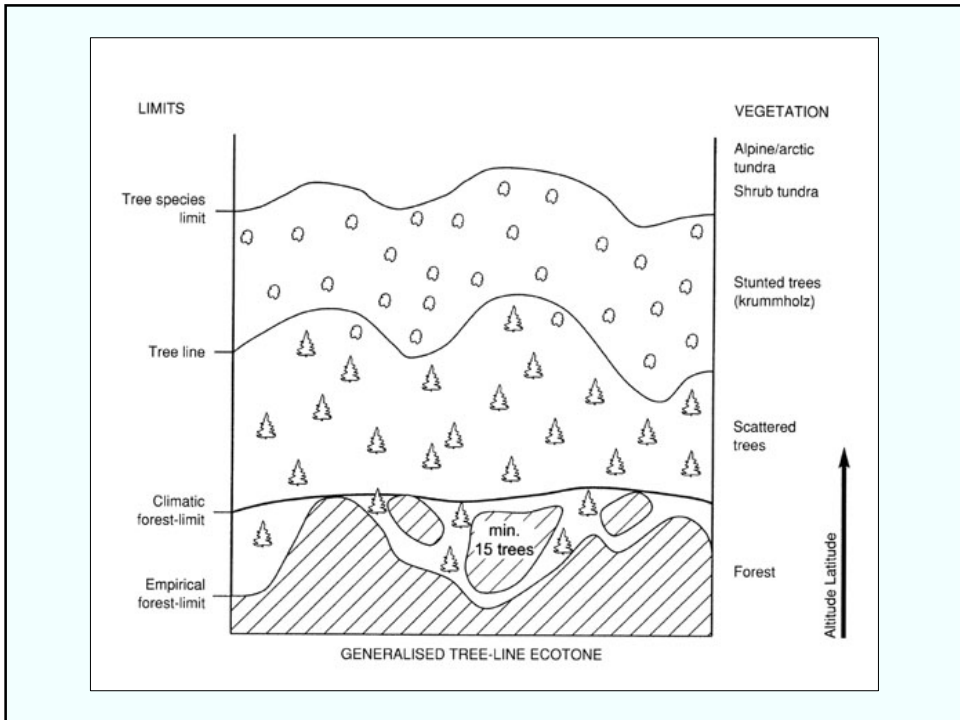 LIMITS
VEGETATION
Alpine/arctic
tundra
Shrub tundra
Tree species
limit
Stunted trees
(krummholz)
Tree line
Scattered
trees
Climatic
forest-limit
min.
15 trees
Forest
Empirical
forest-limit
Altitude Latitude
GENERALISED TREE-LINE ECOTONE